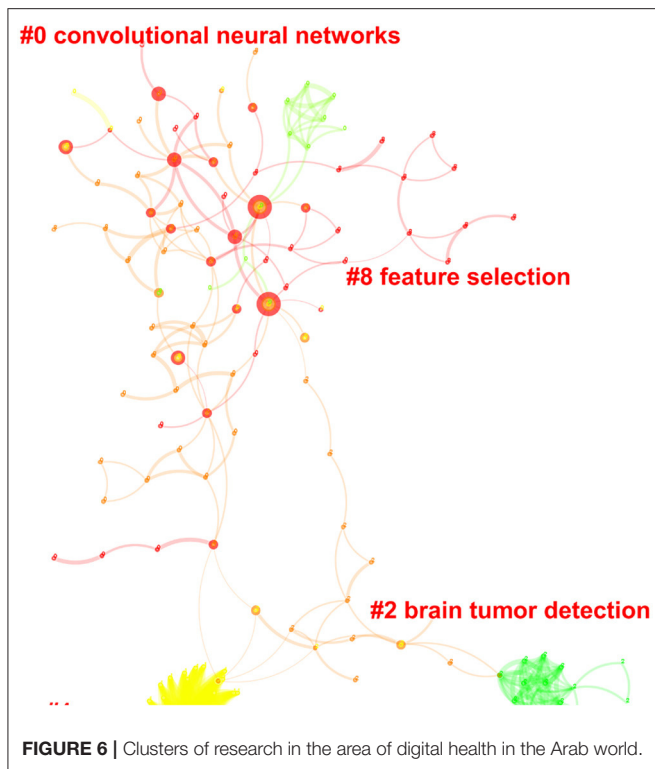 #0 convolutional neural networks
#8 feature selection
#2 brain tumor detection
FIGURE 6 | Clusters of research in the area of digital health in the Arab world.